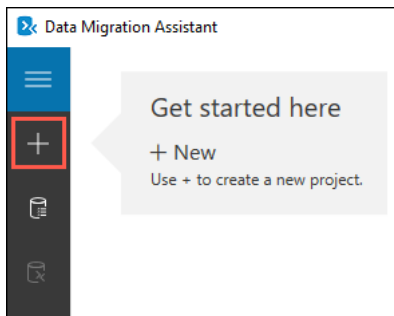 Data Migration Assistant
Get started here
+ New
Use + to create a new project.